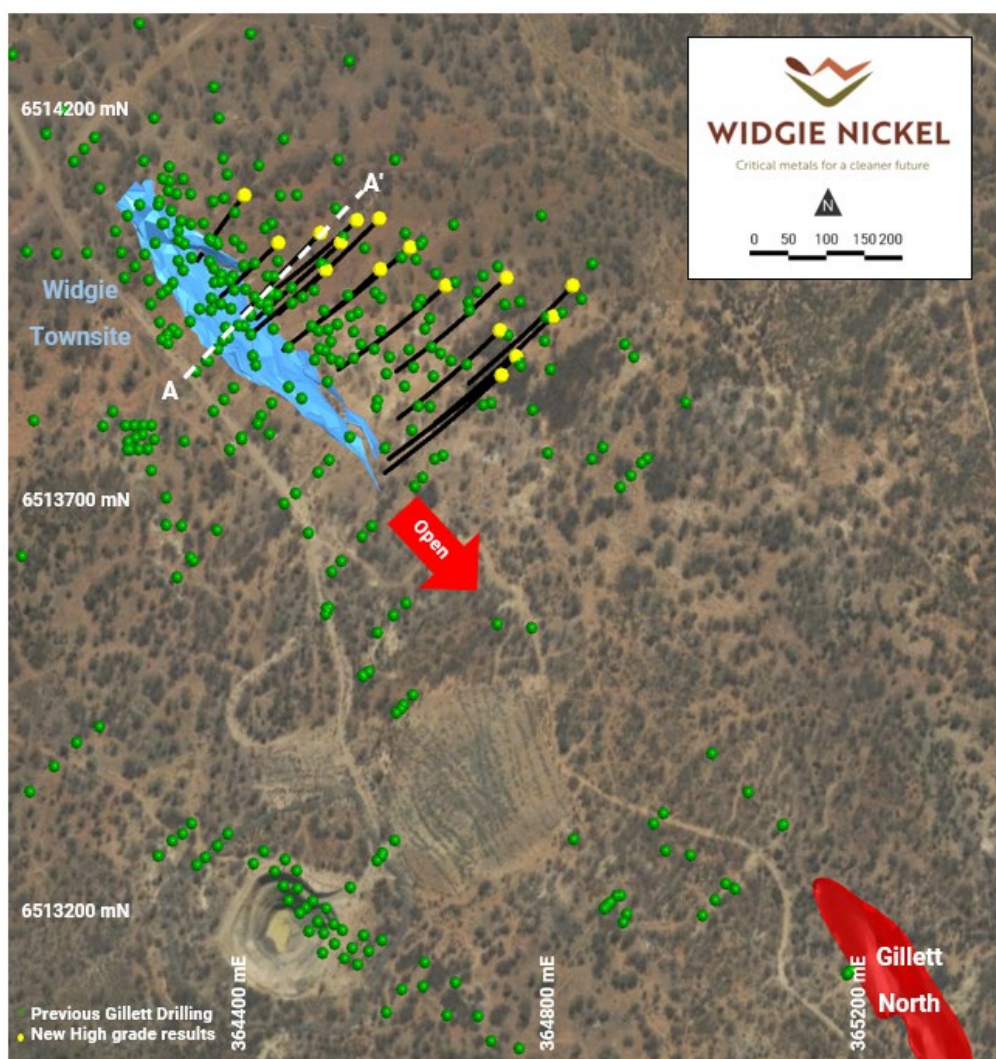 WIDGIE NICKEL
Critical metals for a cleaner future
N
0 50 100 150 200
6514200 mN
A'
Widgie
Townsite
A
6513700 mN
Open
6513200 mN
Gillett
North
364400 mE
364800 mE
365200 mE
Previous Gillett Drilling
New High grade results